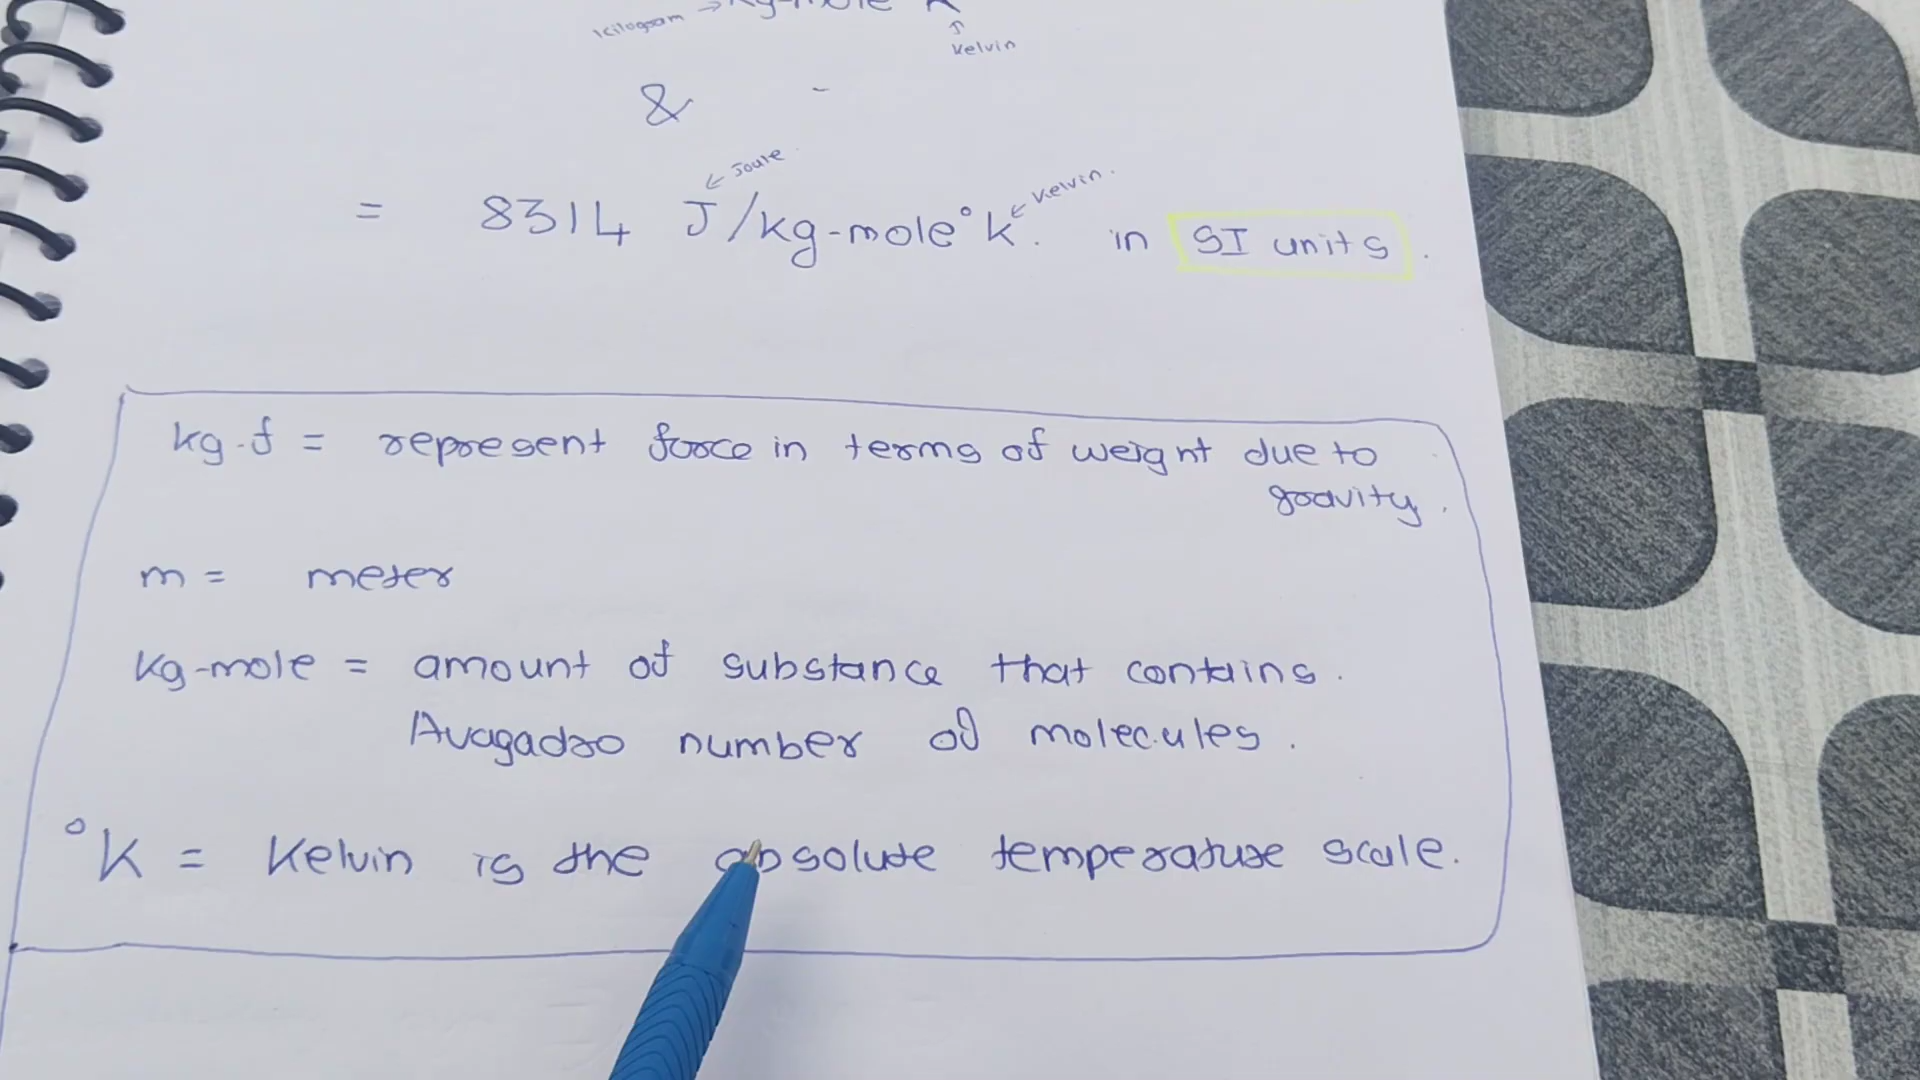 kilogram → kg-mole K
↑
Kelvin
&
← Joule
← Kelvin.
= 8314 J/kg-mole°K. in SI units.
kg.f = represent force in terms of weight due to
gravity.
m = meter
kg-mole = amount of substance that contains.
Avagadro number of molecules.
°K = Kelvin is the absolute temperature scale.